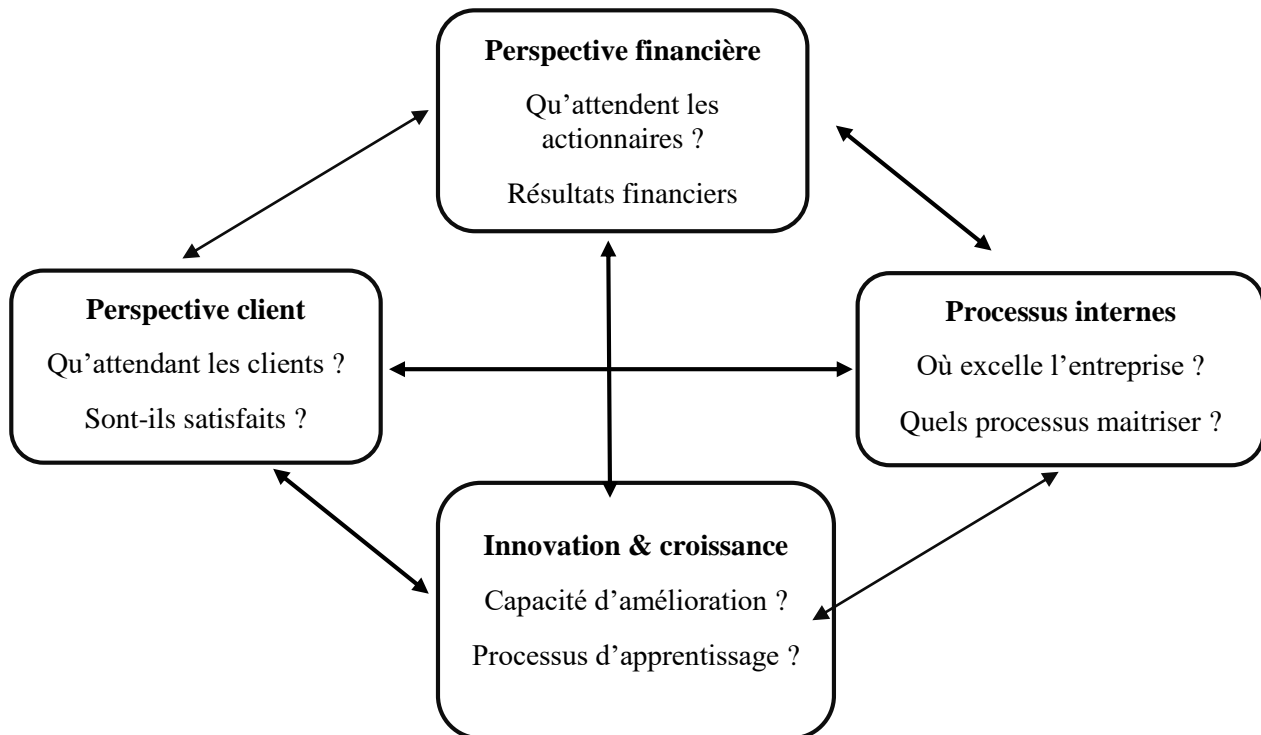 Perspective financière
Qu’attendent les
actionnaires ?
Résultats financiers
Perspective client
Qu’attendant les clients ?
Sont-ils satisfaits ?
Processus internes
Où excelle l’entreprise ?
Quels processus maitriser ?
Innovation & croissance
Capacité d’amélioration ?
Processus d’apprentissage ?